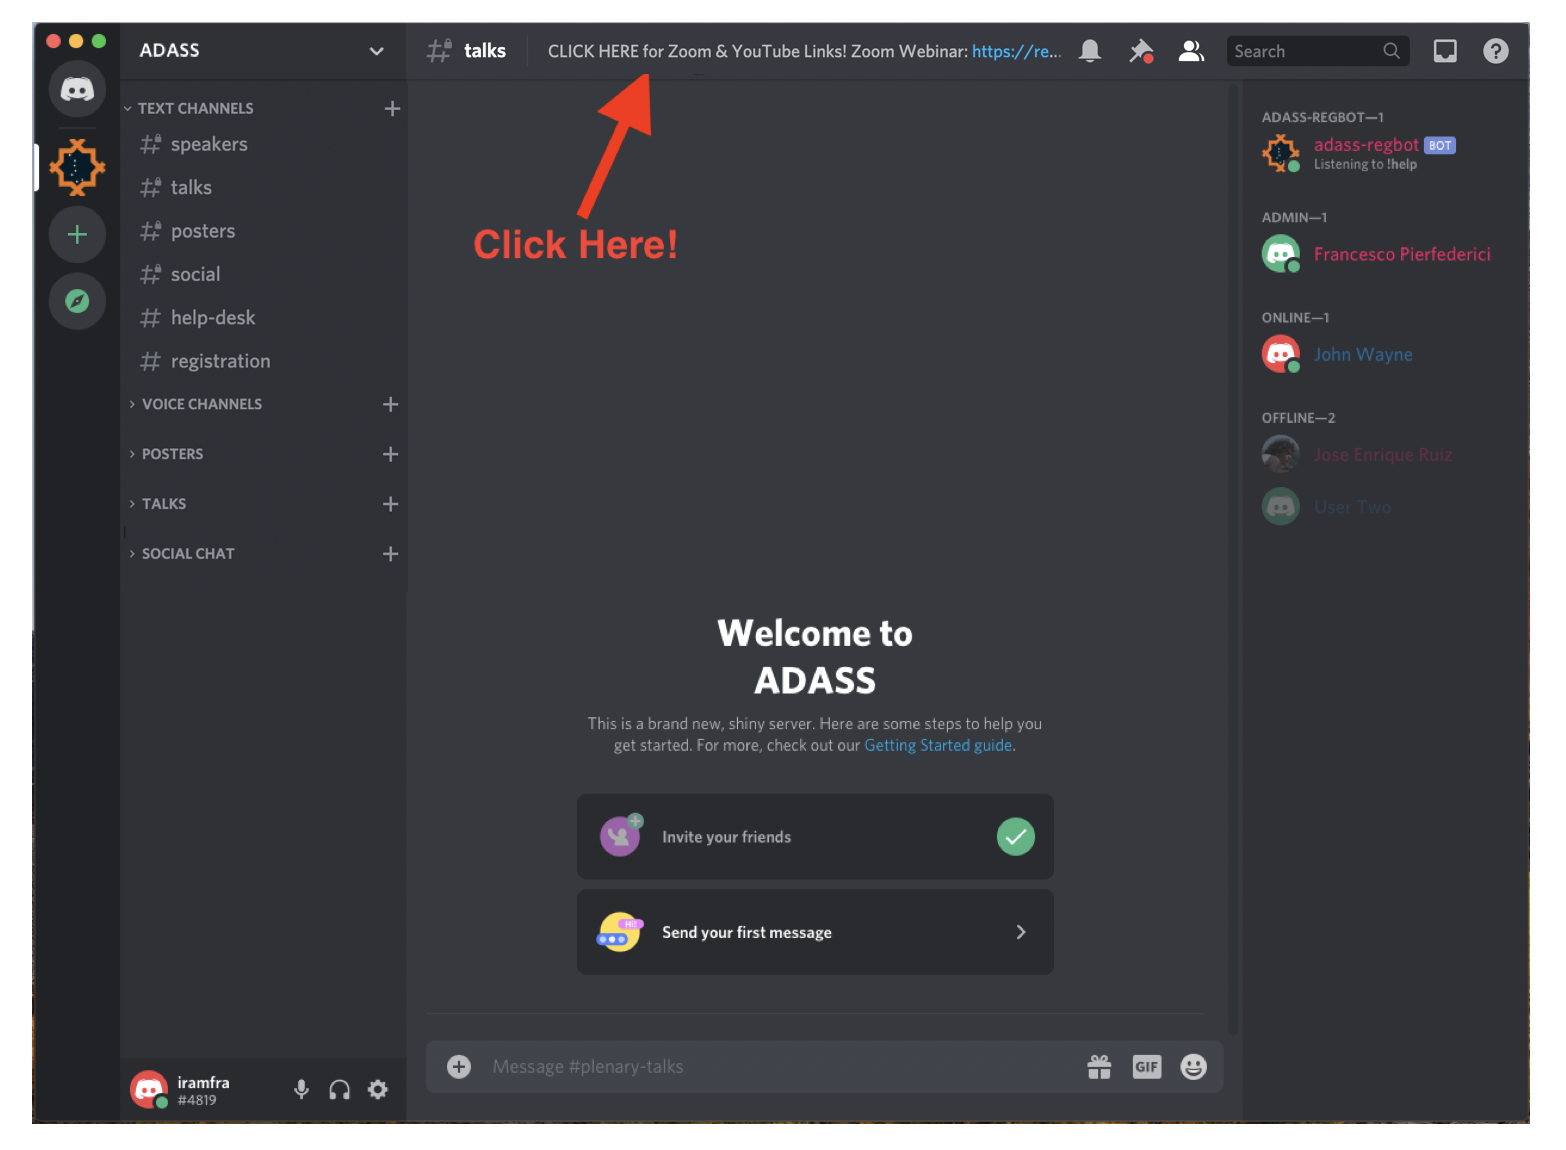 ADASS
talks
CLICK HERE for Zoom & YouTube Links! Zoom Webinar: https://re...
Search
TEXT CHANNELS
speakers
talks
posters
social
help-desk
registration
VOICE CHANNELS
POSTERS
TALKS
SOCIAL CHAT
iramfra
#4819
Click Here!
Welcome to
ADASS
This is a brand new, shiny server. Here are some steps to help you
get started. For more, check out our Getting Started guide.
Invite your friends
HI!
Send your first message
Message #plenary-talks
GIF
ADASS-REGBOT—1
adass-regbot BOT
Listening to !help
ADMIN—1
Francesco Pierfederici
ONLINE—1
John Wayne
OFFLINE—2
Jose Enrique Ruiz
User Two